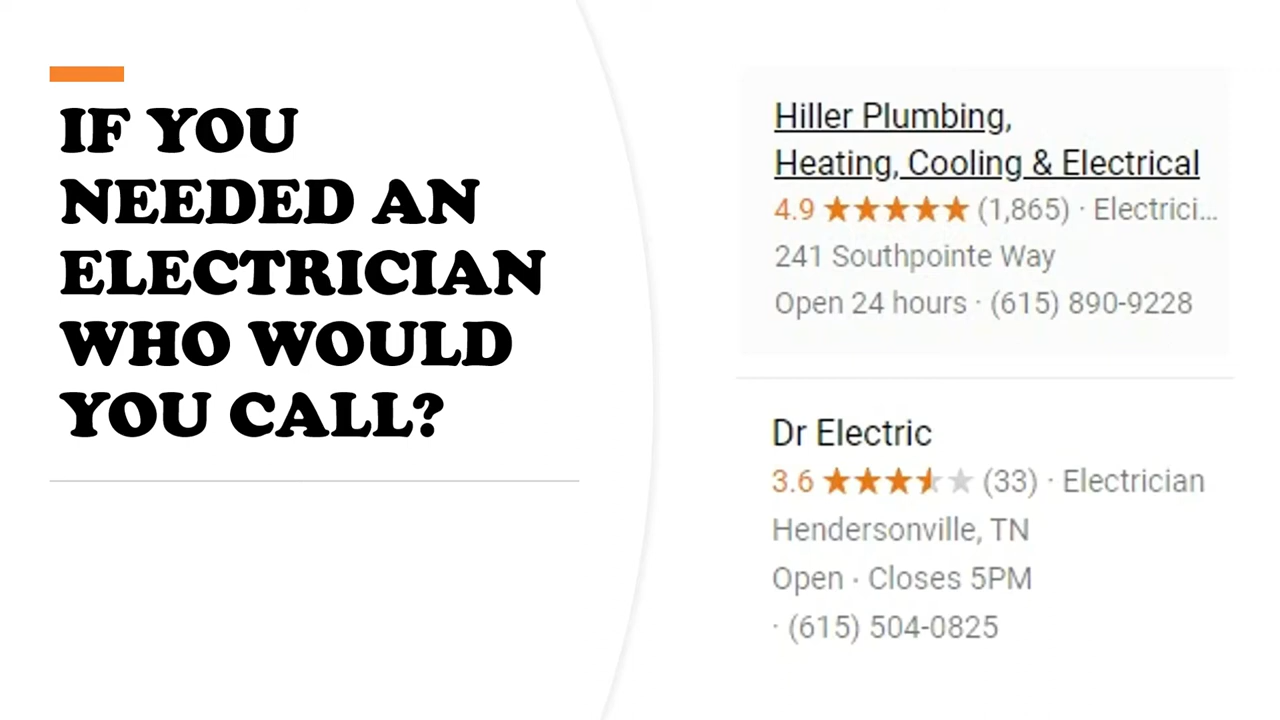 IF YOU
NEEDED AN
ELECTRICIAN
WHO WOULD
YOU CALL?
Hiller Plumbing,
Heating, Cooling & Electrical
4.9 ★★★★★ (1,865) · Electrici...
241 Southpointe Way
Open 24 hours · (615) 890-9228
Dr Electric
3.6 (33) · Electrician
Hendersonville, TN
Open · Closes 5PM
· (615) 504-0825